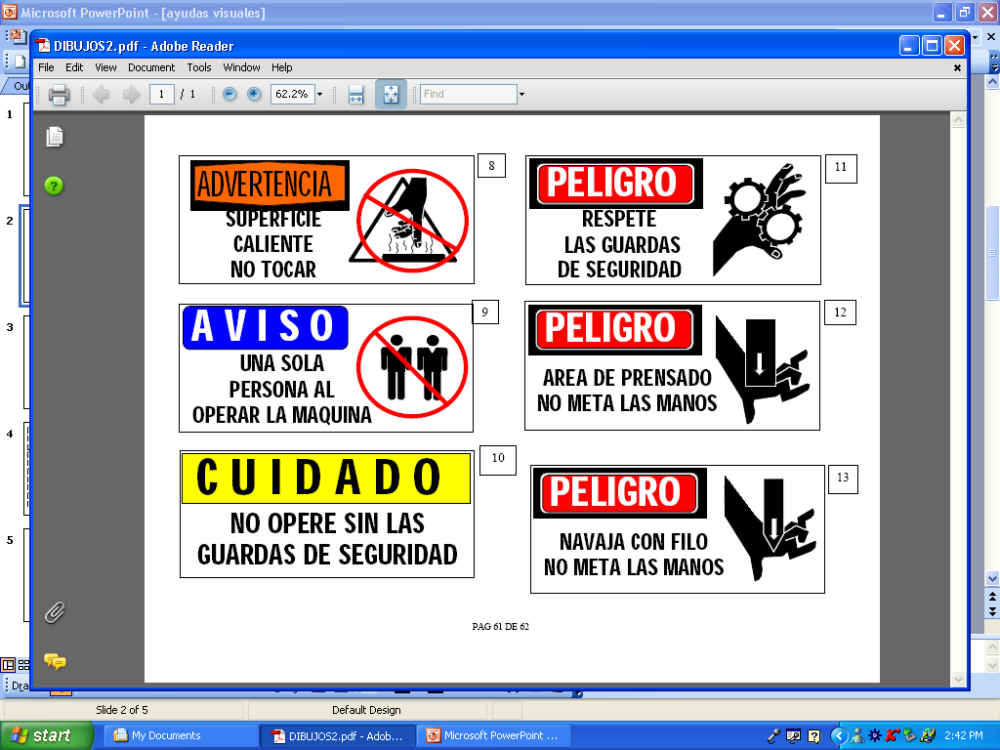 Microsoft PowerPoint - [ayudas visuales]
DIBUJOS2.pdf - Adobe Reader
File Edit View Document Tools Window Help
1 / 1 62.2% Find
Ou
1
2
3
4
5
ADVERTENCIA
SUPERFICIE
CALIENTE
NO TOCAR
8
PELIGRO
RESPETE
LAS GUARDAS
DE SEGURIDAD
11
AVISO
UNA SOLA
PERSONA AL
OPERAR LA MAQUINA
9
PELIGRO
AREA DE PRENSADO
NO META LAS MANOS
12
CUIDADO
NO OPERE SIN LAS
GUARDAS DE SEGURIDAD
10
PELIGRO
NAVAJA CON FILO
NO META LAS MANOS
13
PAG 61 DE 62
Dra
Slide 2 of 5 Default Design
start My Documents DIBUJOS2.pdf - Adob... Microsoft PowerPoint ... 2:42 PM